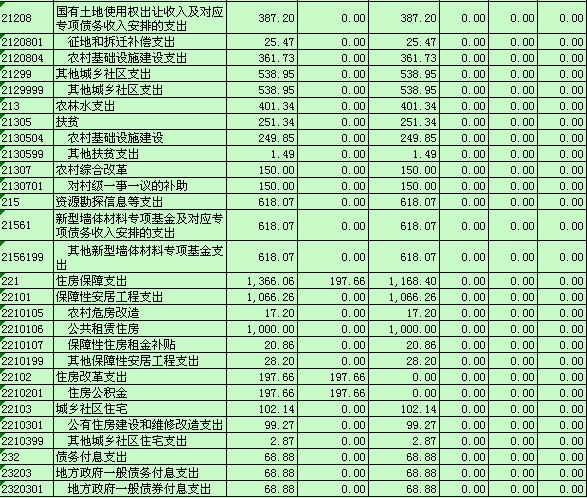 21208 国有土地使用权出让收入及对应专项债务收入安排的支出 387.20 0.00 387.20 0.00 0.00 0.00
2120801 征地和拆迁补偿支出 25.47 0.00 25.47 0.00 0.00 0.00
2120804 农村基础设施建设支出 361.73 0.00 361.73 0.00 0.00 0.00
21299 其他城乡社区支出 538.95 0.00 538.95 0.00 0.00 0.00
2129999 其他城乡社区支出 538.95 0.00 538.95 0.00 0.00 0.00
213 农林水支出 401.34 0.00 401.34 0.00 0.00 0.00
21305 扶贫 251.34 0.00 251.34 0.00 0.00 0.00
2130504 农村基础设施建设 249.85 0.00 249.85 0.00 0.00 0.00
2130599 其他扶贫支出 1.49 0.00 1.49 0.00 0.00 0.00
21307 农村综合改革 150.00 0.00 150.00 0.00 0.00 0.00
2130701 对村级一事一议的补助 150.00 0.00 150.00 0.00 0.00 0.00
215 资源勘探信息等支出 618.07 0.00 618.07 0.00 0.00 0.00
21561 新型墙体材料专项基金及对应专项债务收入安排的支出 618.07 0.00 618.07 0.00 0.00 0.00
2156199 其他新型墙体材料专项基金支出 618.07 0.00 618.07 0.00 0.00 0.00
221 住房保障支出 1,366.06 197.66 1,168.40 0.00 0.00 0.00
22101 保障性安居工程支出 1,066.26 0.00 1,066.26 0.00 0.00 0.00
2210105 农村危房改造 17.20 0.00 17.20 0.00 0.00 0.00
2210106 公共租赁住房 1,000.00 0.00 1,000.00 0.00 0.00 0.00
2210107 保障性住房租金补贴 20.86 0.00 20.86 0.00 0.00 0.00
2210199 其他保障性安居工程支出 28.20 0.00 28.20 0.00 0.00 0.00
22102 住房改革支出 197.66 197.66 0.00 0.00 0.00 0.00
2210201 住房公积金 197.66 197.66 0.00 0.00 0.00 0.00
22103 城乡社区住宅 102.14 0.00 102.14 0.00 0.00 0.00
2210301 公有住房建设和维修改造支出 99.27 0.00 99.27 0.00 0.00 0.00
2210399 其他城乡社区住宅支出 2.87 0.00 2.87 0.00 0.00 0.00
232 债务付息支出 68.88 0.00 68.88 0.00 0.00 0.00
23203 地方政府一般债务付息支出 68.88 0.00 68.88 0.00 0.00 0.00
2320301 地方政府一般债券付息支出 68.88 0.00 68.88 0.00 0.00 0.00